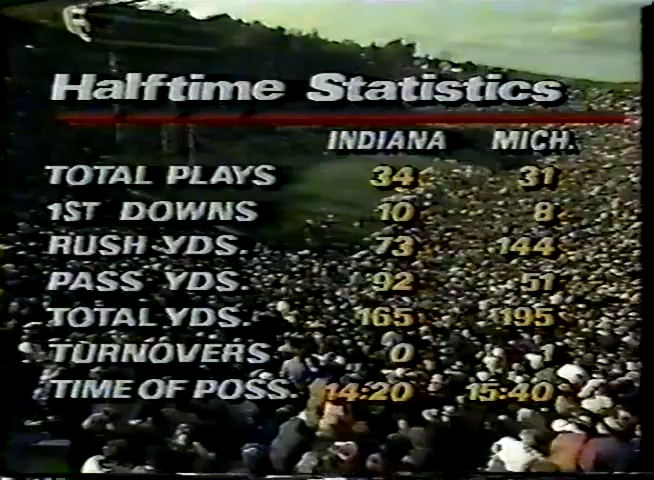 Halftime Statistics
INDIANA MICH.
TOTAL PLAYS 34 31
1ST DOWNS 10 8
RUSH YDS. 73 144
PASS YDS. 92 51
TOTAL YDS. 165 195
TURNOVERS 0 1
TIME OF POSS. 14:20 15:40